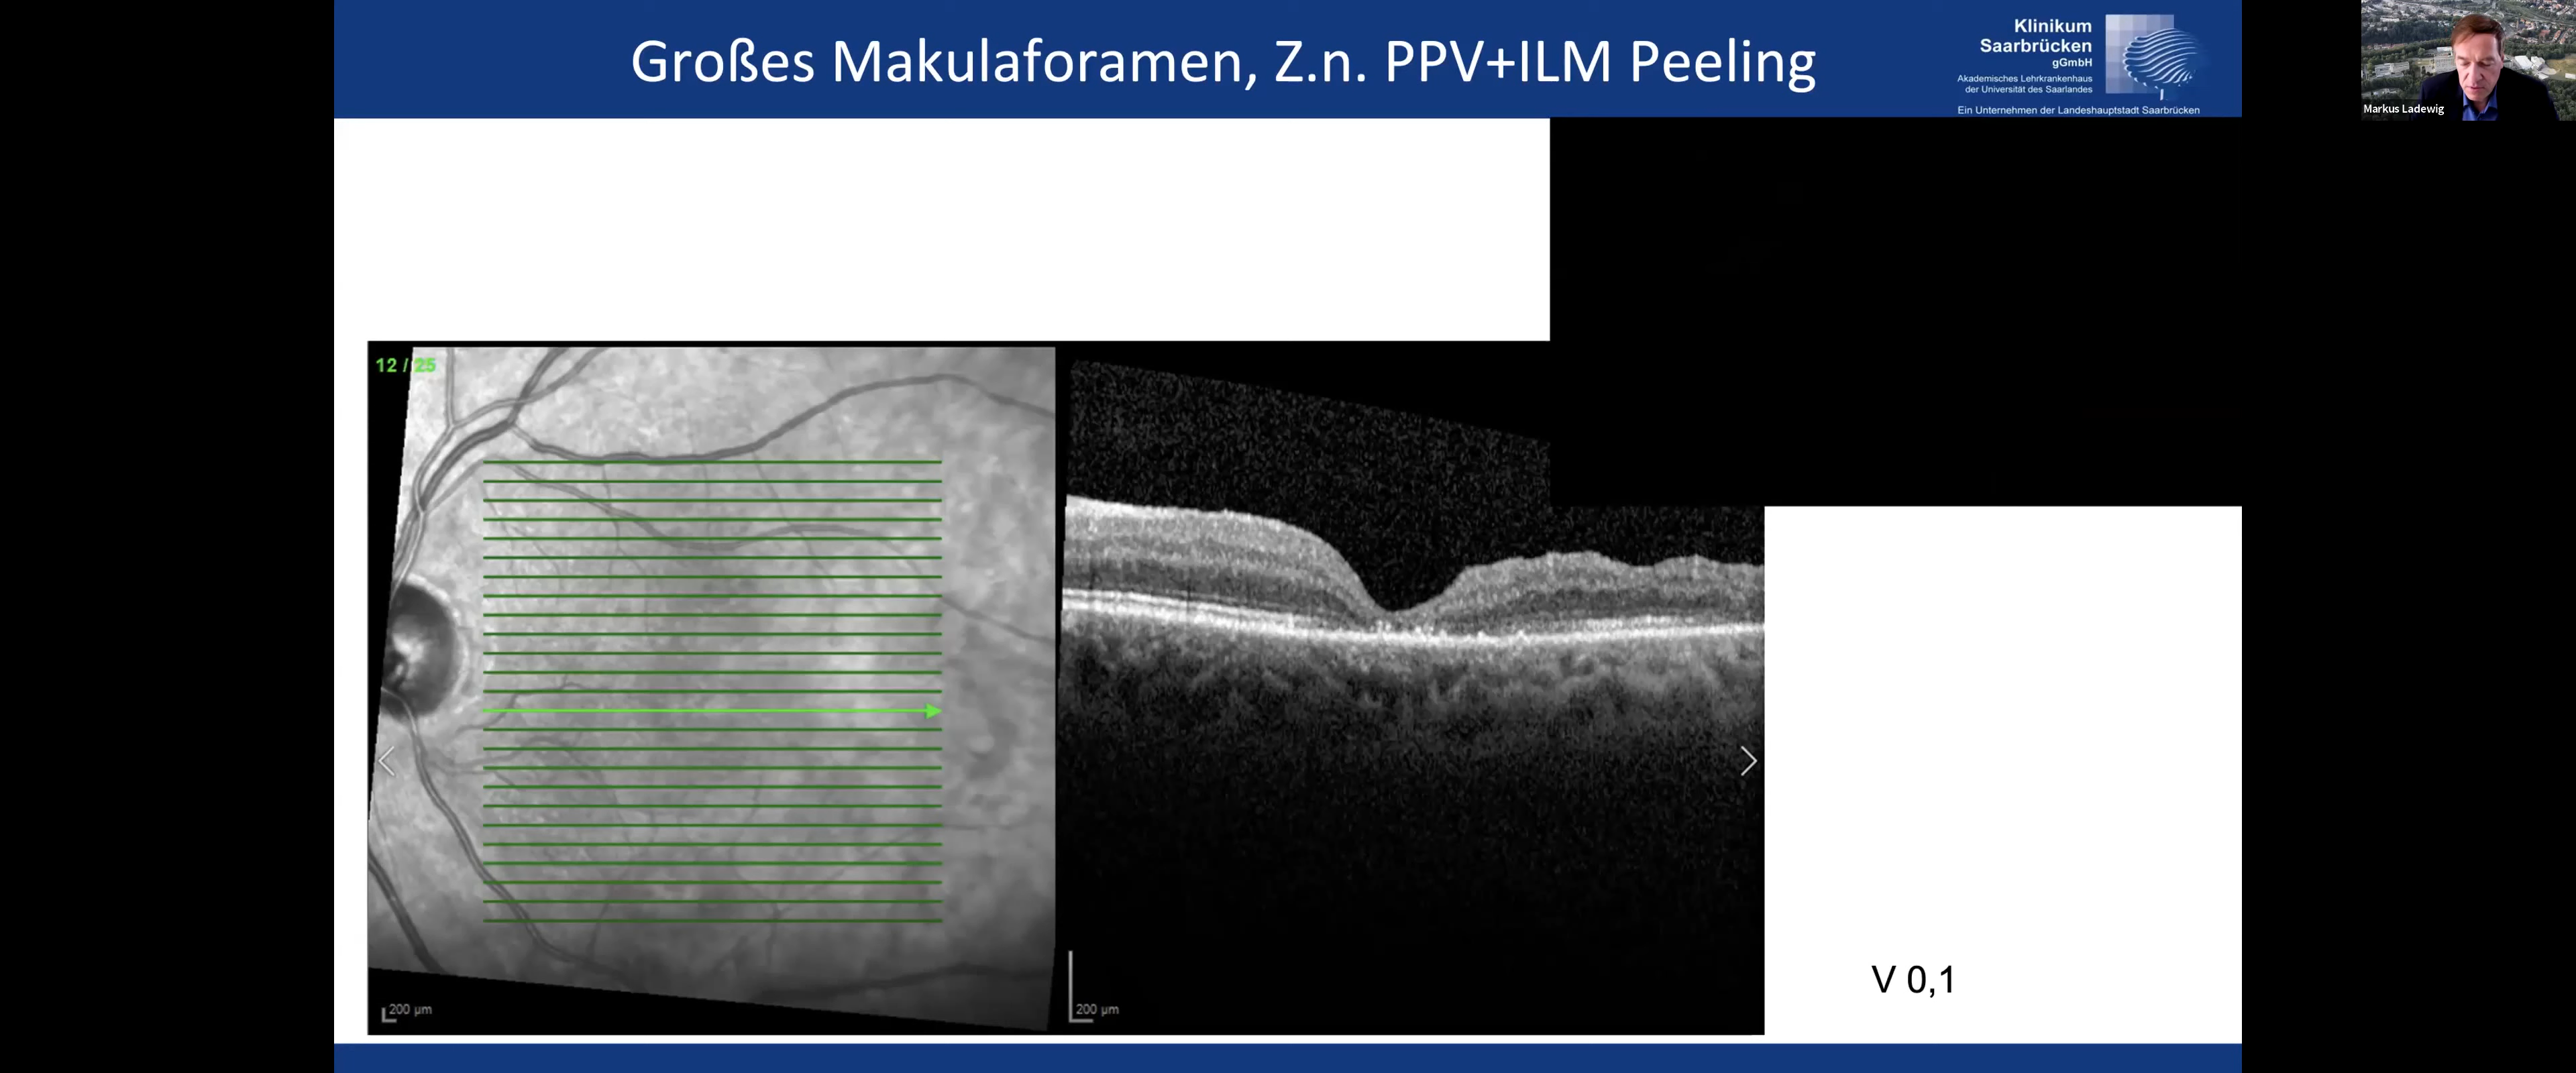 Großes Makulaforamen, Z.n. PPV+ILM Peeling
Klinikum
Saarbrücken
gGmbH
Akademisches Lehrkrankenhaus
der Universität des Saarlandes
Ein Unternehmen der Landeshauptstadt Saarbrücken
Markus Ladewig
12 / 25
200 µm
200 µm
V 0,1